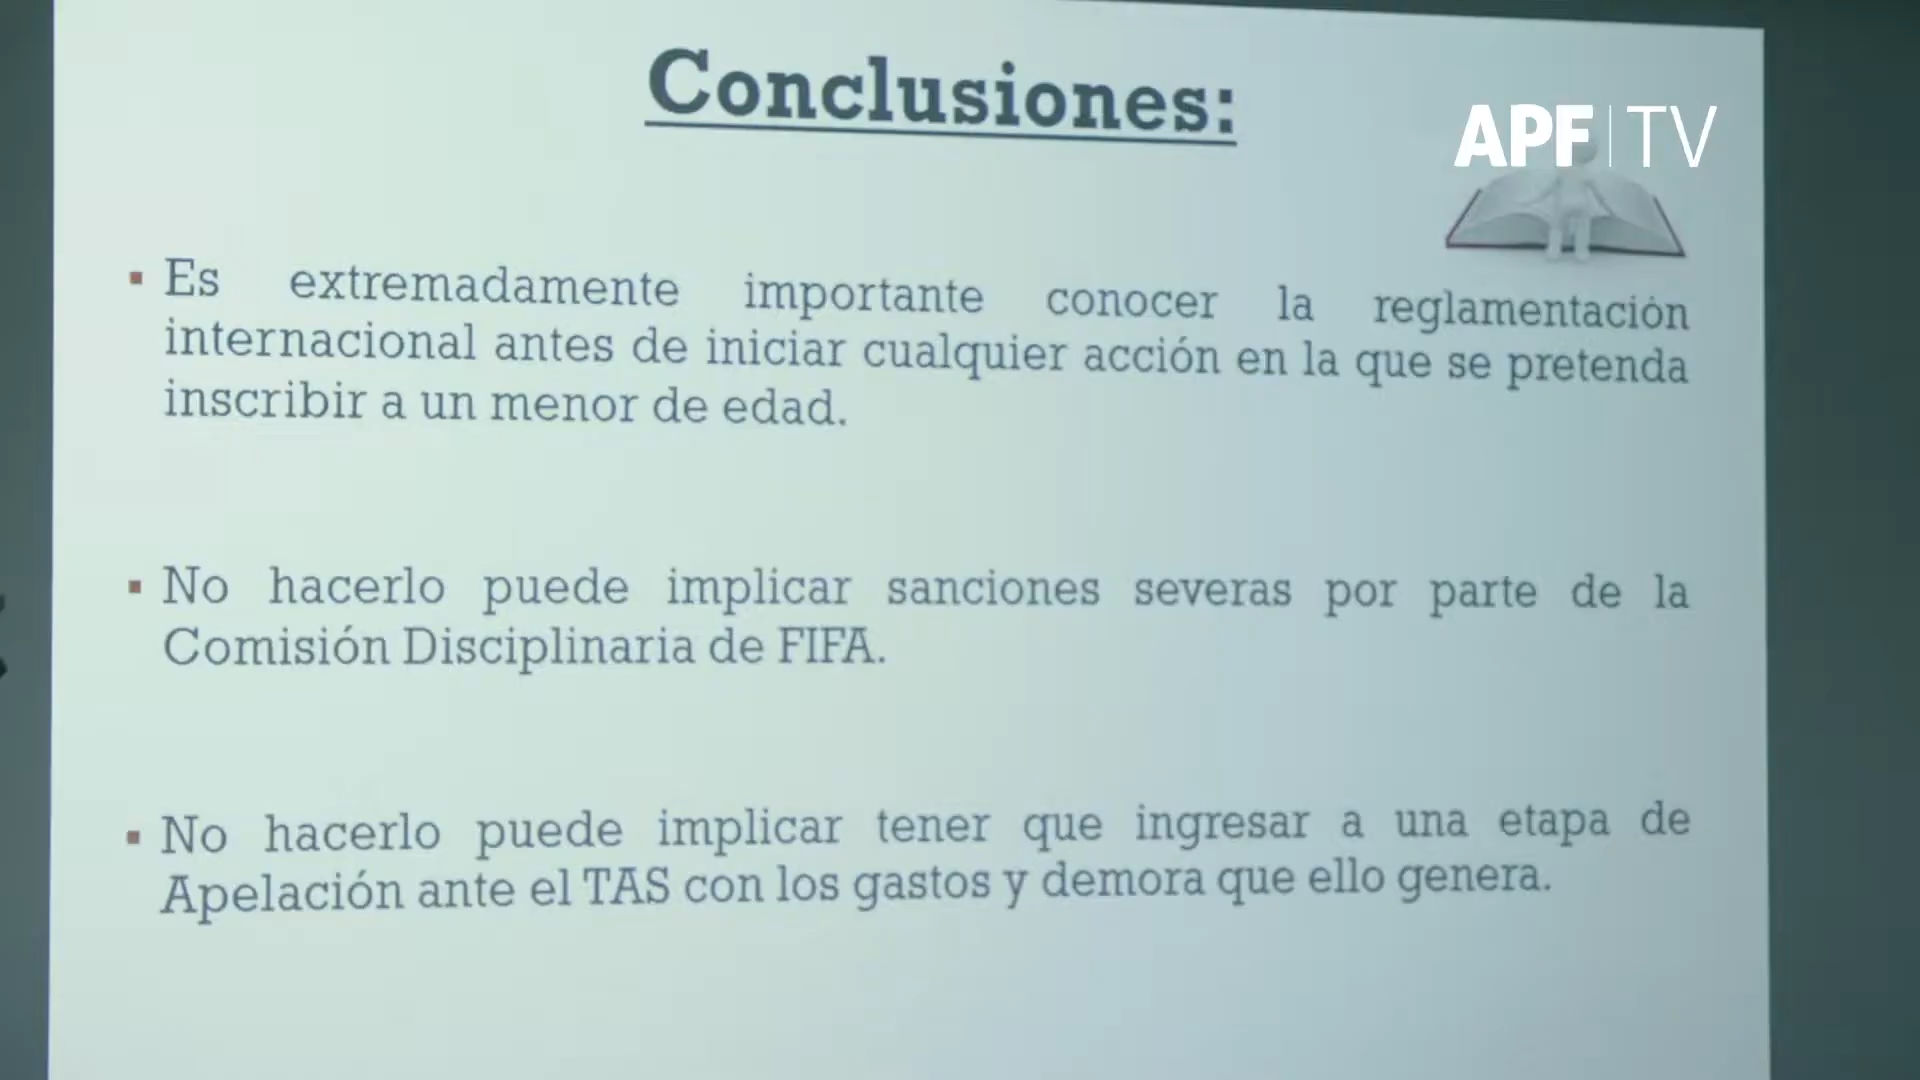 Conclusiones:
APF|TV
▪ Es extremadamente importante conocer la reglamentación
internacional antes de iniciar cualquier acción en la que se pretenda
inscribir a un menor de edad.
▪ No hacerlo puede implicar sanciones severas por parte de la
Comisión Disciplinaria de FIFA.
▪ No hacerlo puede implicar tener que ingresar a una etapa de
Apelación ante el TAS con los gastos y demora que ello genera.